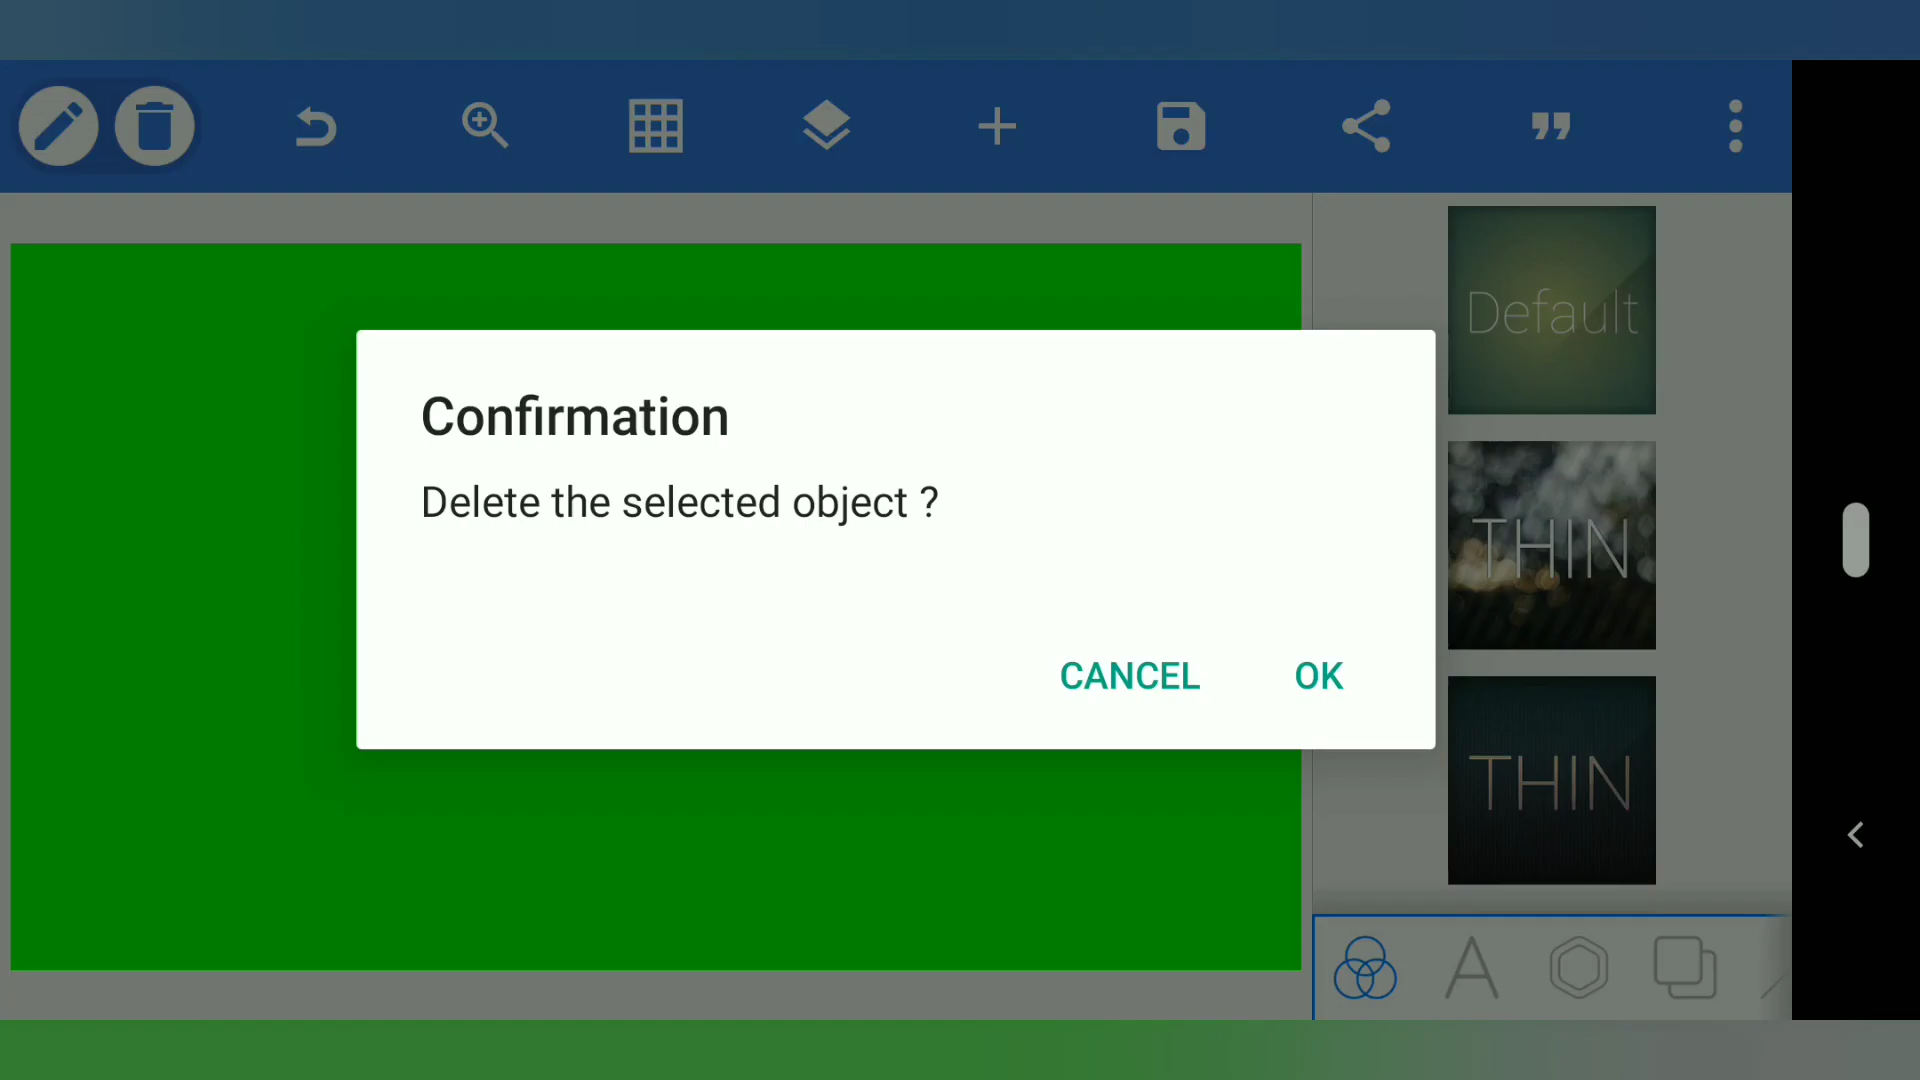 Default
Confirmation
Delete the selected object ?
THIN
CANCEL
OK
THIN